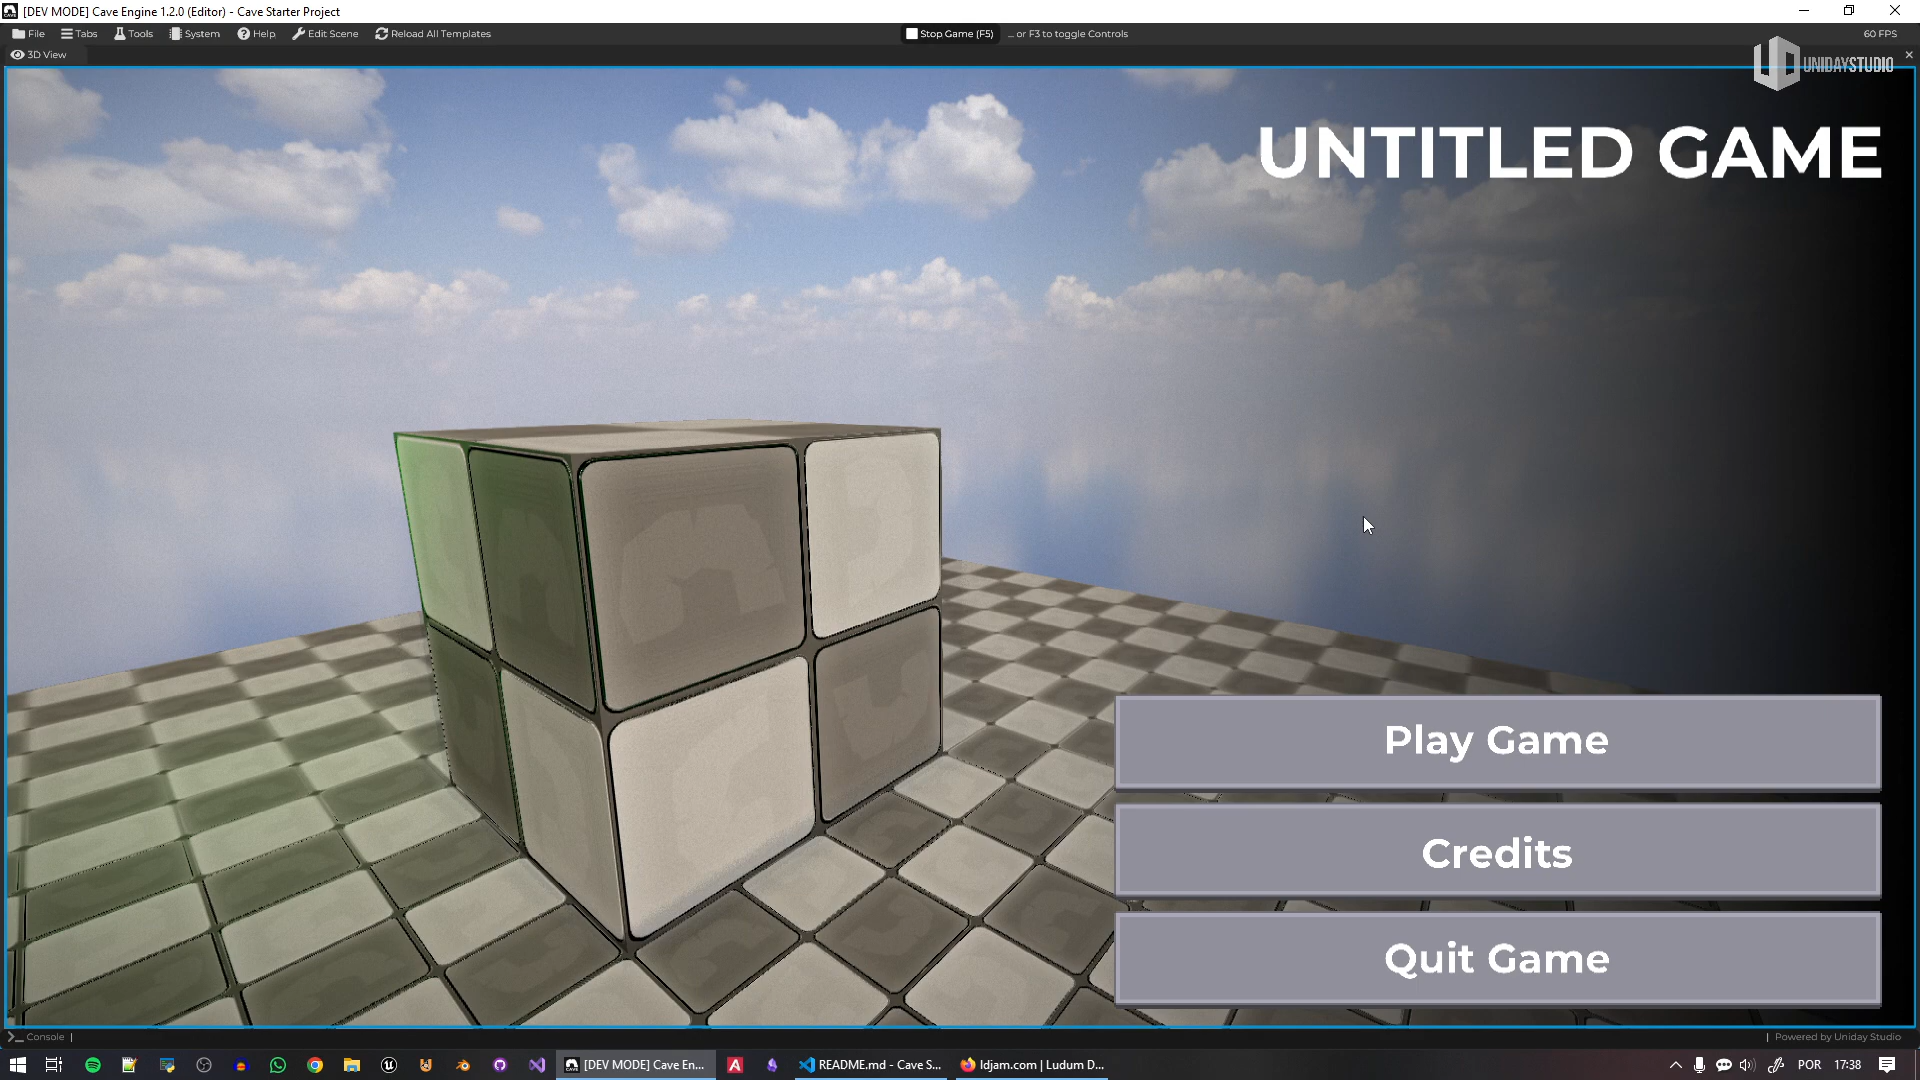 [DEV MODE] Cave Engine 1.2.0 (Editor) - Cave Starter Project
File Tabs Tools System Help Edit Scene Reload All Templates Stop Game (F5) ... or F3 to toggle Controls 60 FPS
3D View
UNIDAYSTUDIO
UNTITLED GAME
Play Game
Credits
Quit Game
Console | | Powered by Uniday Studio
[DEV MODE] Cave En... README.md - Cave S... ldjam.com | Ludum D... POR 17:38